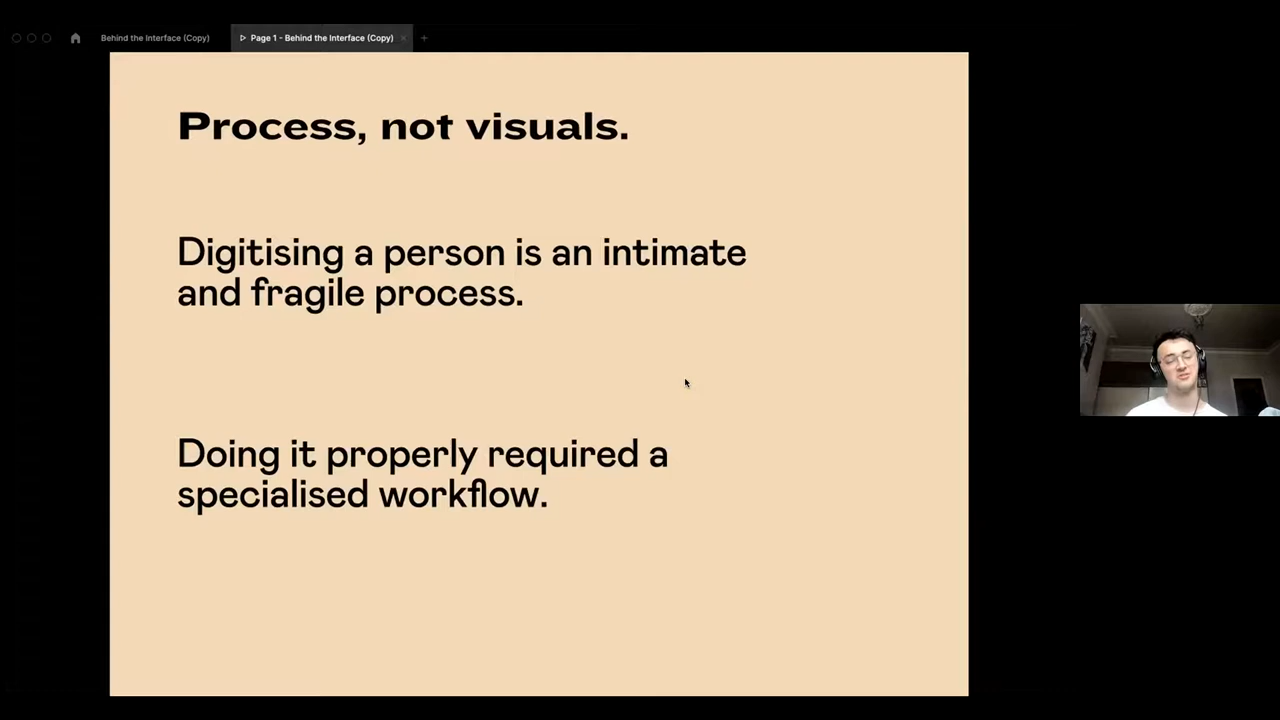 Behind the Interface (Copy)
Page 1 - Behind the Interface (Copy)
Process, not visuals.
Digitising a person is an intimate
and fragile process.
Doing it properly required a
specialised workflow.